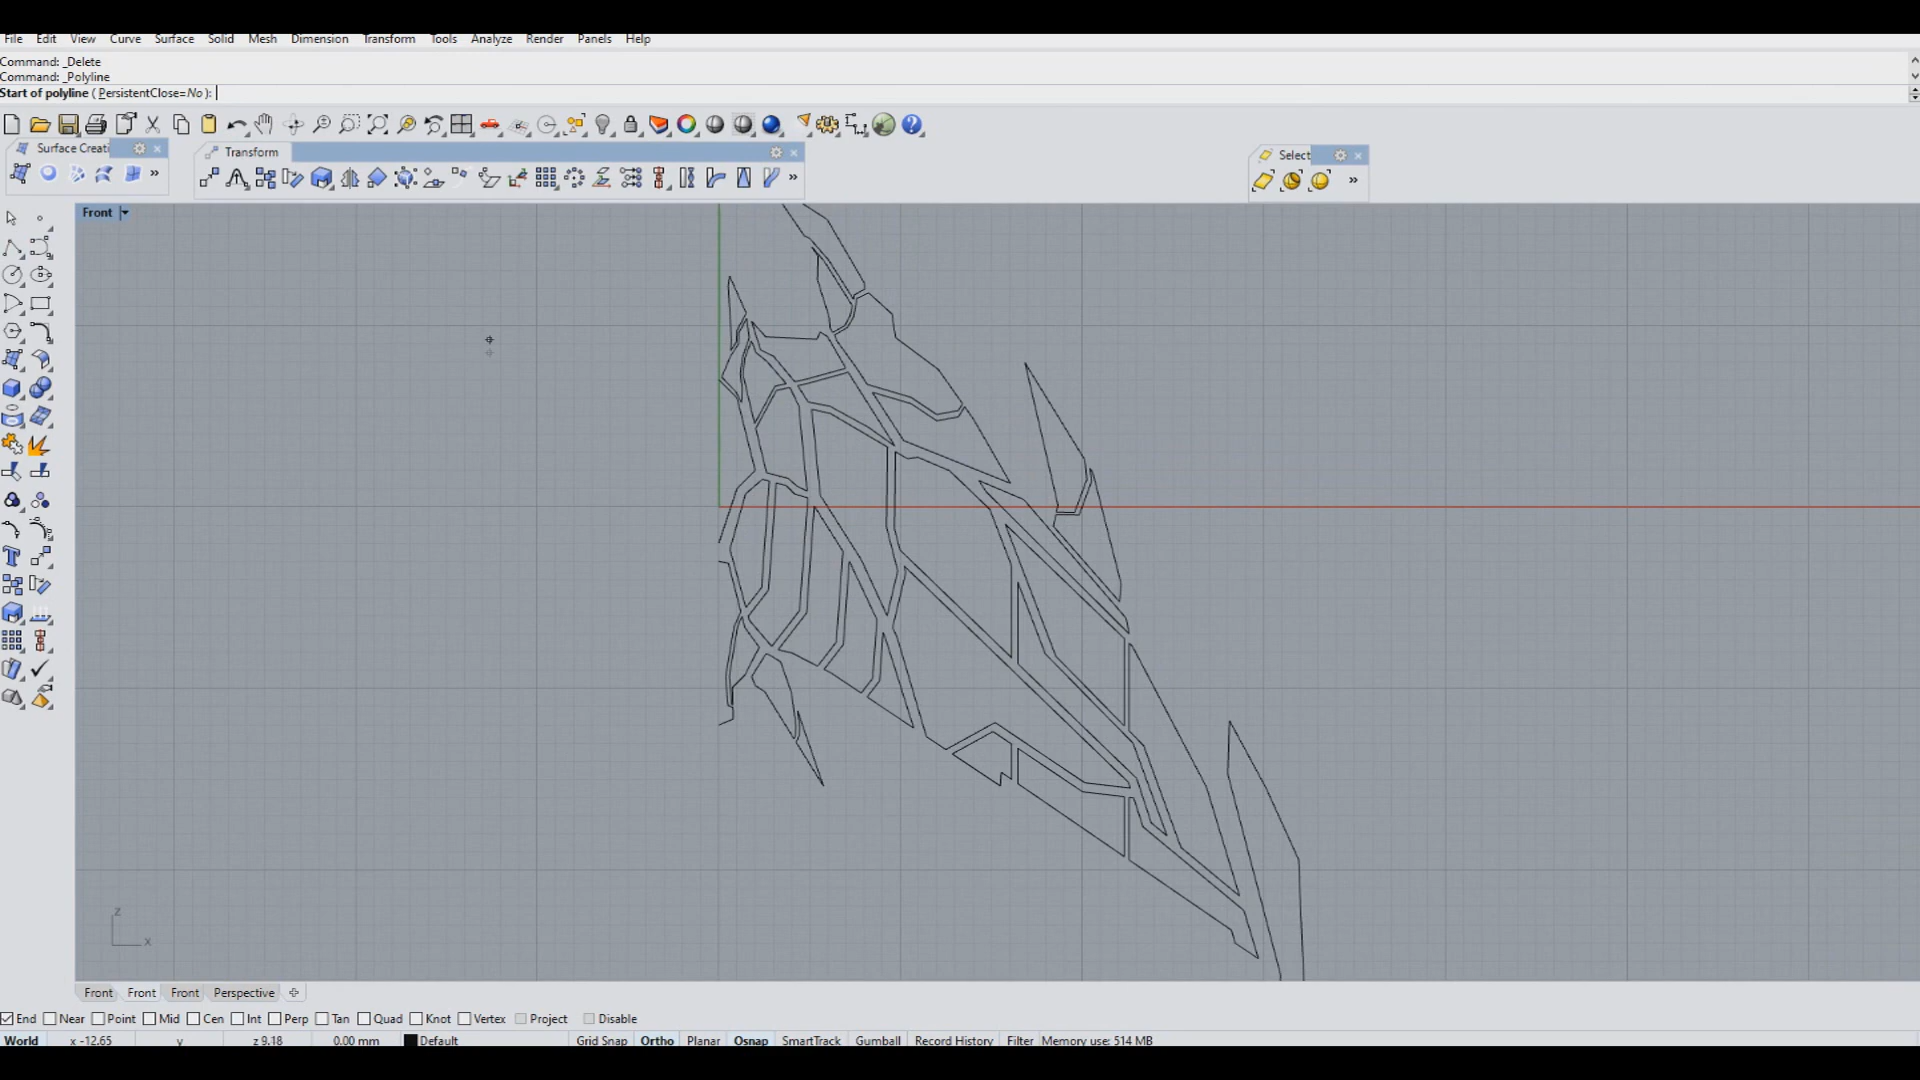 File Edit View Curve Surface Solid Mesh Dimension Transform Tools Analyze Render Panels Help
Command: _Delete
Command: _Polyline
Start of polyline ( PersistentClose=No ):
Surface Creati
Transform
Select
Front
z
x
Front Front Front Perspective
End Near Point Mid Cen Int Perp Tan Quad Knot Vertex Project Disable
World x -12.65 y z 9.18 0.00 mm Default Grid Snap Ortho Planar Osnap SmartTrack Gumball Record History Filter Memory use: 514 MB